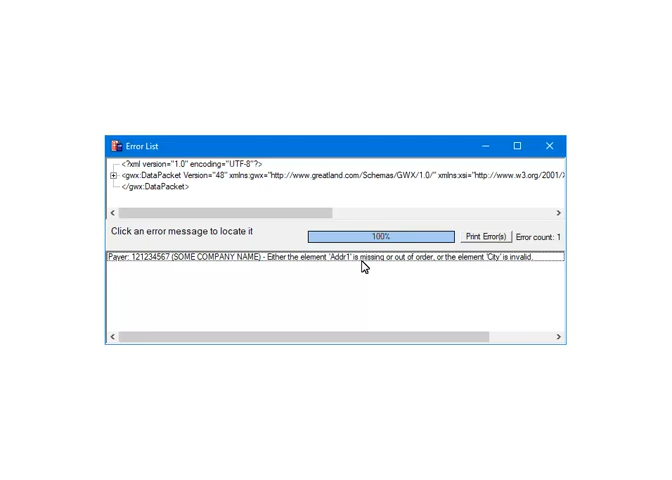 Error List
<?xml version="1.0" encoding="UTF-8"?>
<gwx:DataPacket Version="48" xmlns:gwx="http://www.greatland.com/Schemas/GWX/1.0/" xmlns:xsi="http://www.w3.org/2001/
</gwx:DataPacket>
Click an error message to locate it
100%
Print Error(s)
Error count: 1
Payer: 121234567 (SOME COMPANY NAME) - Either the element 'Addr1' is missing or out of order, or the element 'City' is invalid.